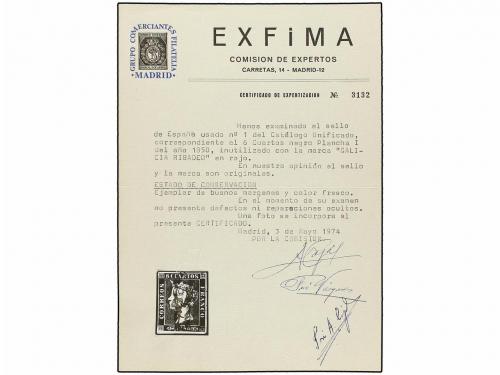 GRUPO COMERCIANTES FILATELIA
·MADRID·
EXFiMA
COMISION DE EXPERTOS
CARRETAS, 14 - MADRID-12
CERTIFICADO DE EXPERTIZACION Nº 3132
Hemos examinado el sello
de España usado nº 1 del Catálogo Unificado,
correspondiente al 6 Cuartos negro Plancha I
del año 1850, inutilizado con la marca "GALI-
CIA RIBADEO" en rojo.
En nuestra opinión el sello
y la marca son originales.
ESTADO DE CONSERVACION
Ejemplar de buenos márgenes y color fresco.
En el momento de su examen
no presenta defectos ni reparaciones ocultos.
Una foto se incorpora al
presente CERTIFICADO.
Madrid, 3 de Mayo 1974
POR LA COMISION,
CORREOS 6 CUARTOS FRANCO